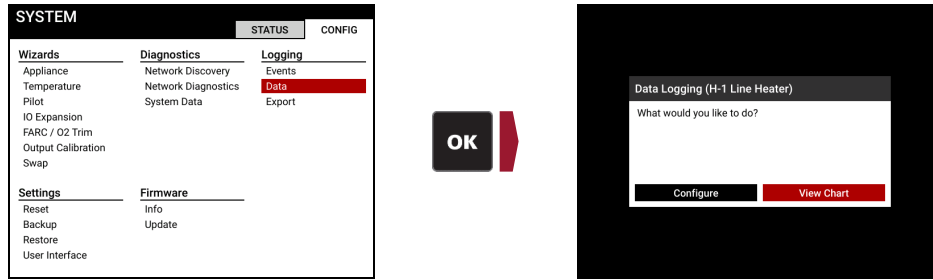 SYSTEM
STATUS
CONFIG
Wizards
Appliance
Temperature
Pilot
IO Expansion
FARC / O2 Trim
Output Calibration
Swap
Diagnostics
Network Discovery
Network Diagnostics
System Data
Logging
Events
Data
Export
Settings
Reset
Backup
Restore
User Interface
Firmware
Info
Update
OK
Data Logging (H-1 Line Heater)
What would you like to do?
Configure
View Chart